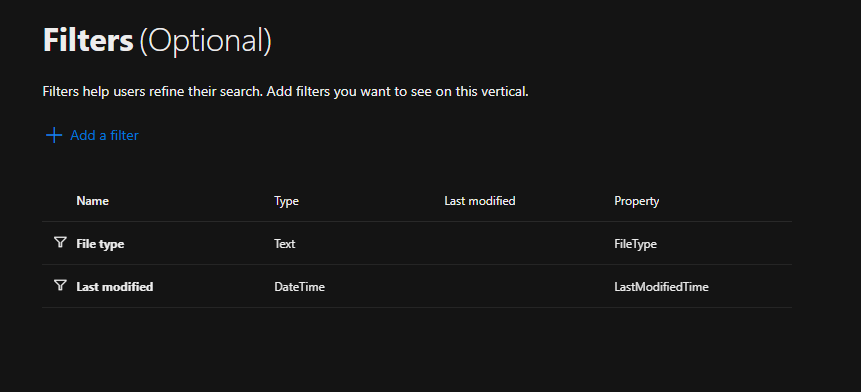 Filters (Optional)
Filters help users refine their search. Add filters you want to see on this vertical.
Add a filter
Name Type Last modified Property
File type Text FileType
Last modified DateTime LastModifiedTime